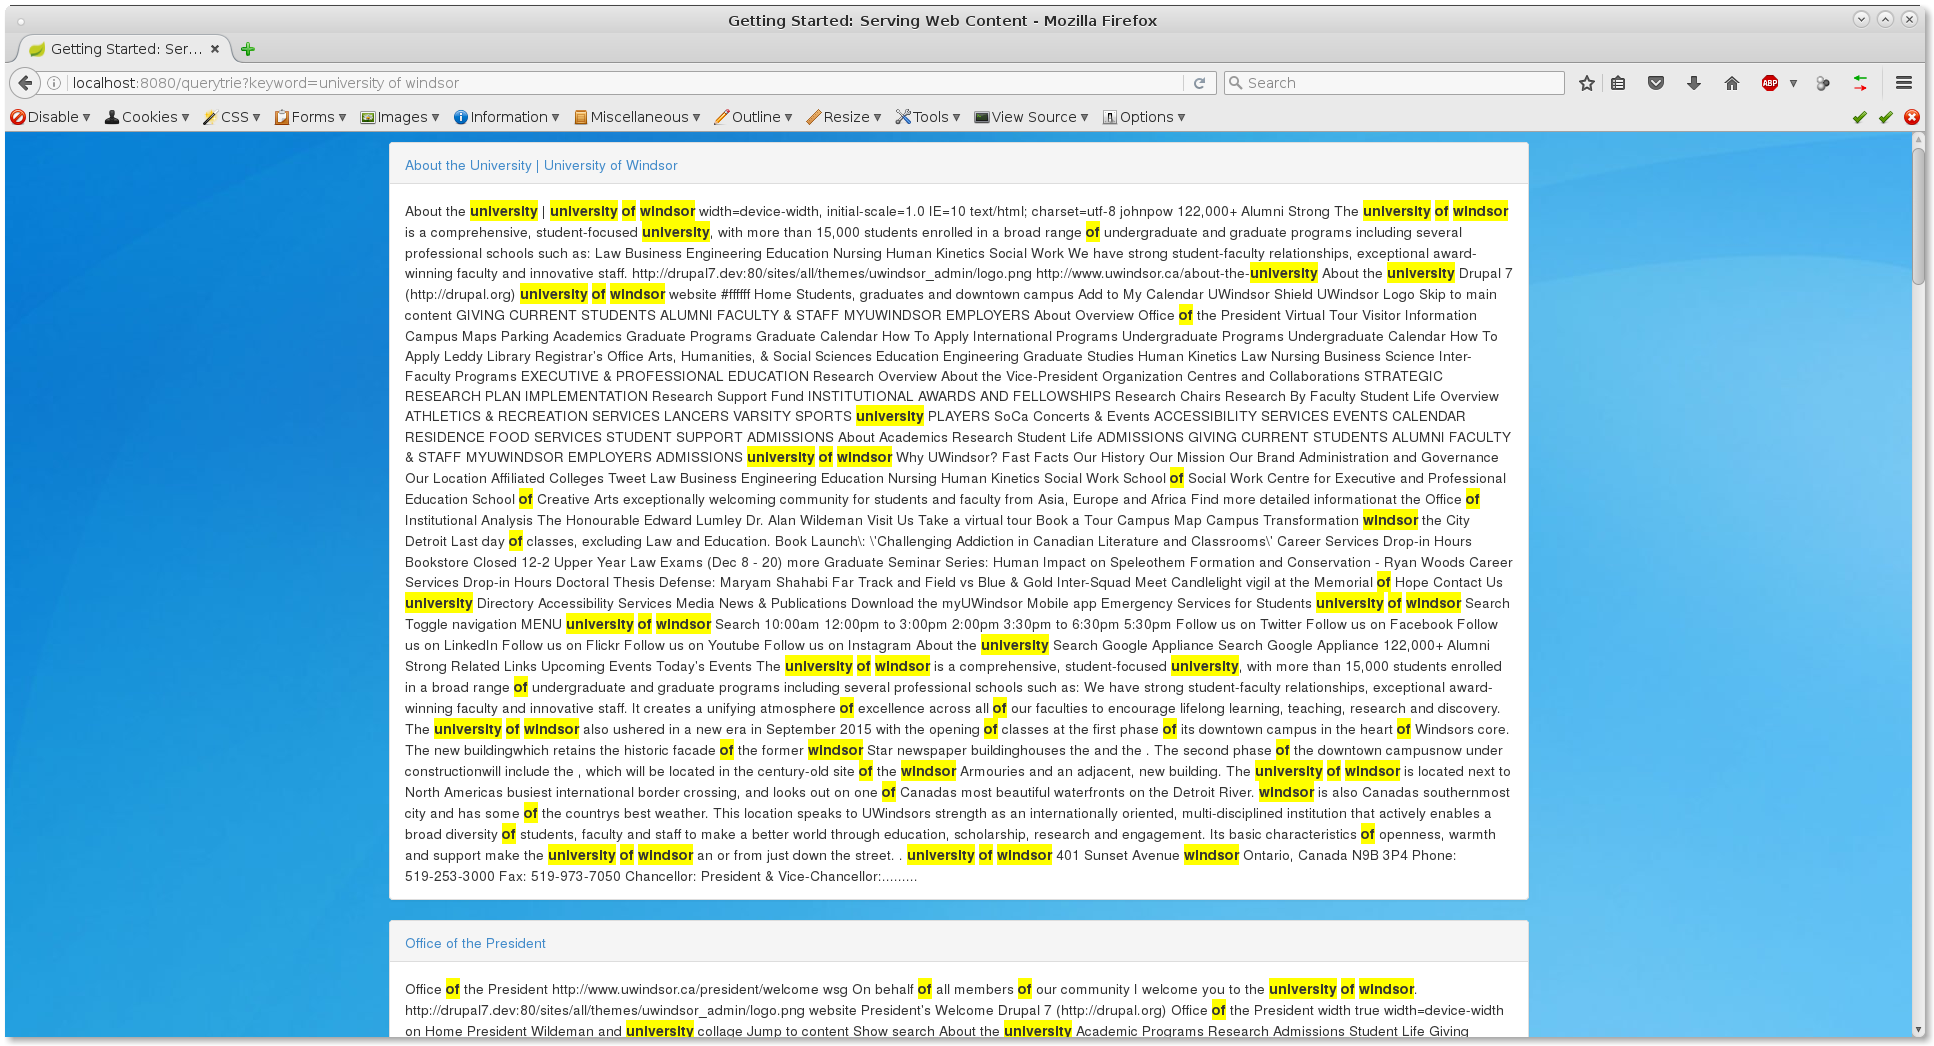 Getting Started: Serving Web Content - Mozilla Firefox
Getting Started: Ser...
localhost:8080/querytrie?keyword=university of windsor
Search
ABP
Disable Cookies CSS Forms Images Information Miscellaneous Outline Resize Tools View Source Options
About the University | University of Windsor
About the university | university of windsor width=device-width, initial-scale=1.0 IE=10 text/html; charset=utf-8 johnpow 122,000+ Alumni Strong The university of windsor
is a comprehensive, student-focused university, with more than 15,000 students enrolled in a broad range of undergraduate and graduate programs including several
professional schools such as: Law Business Engineering Education Nursing Human Kinetics Social Work We have strong student-faculty relationships, exceptional award-
winning faculty and innovative staff. http://drupal7.dev:80/sites/all/themes/uwindsor_admin/logo.png http://www.uwindsor.ca/about-the-university About the university Drupal 7
(http://drupal.org) university of windsor website #ffffff Home Students, graduates and downtown campus Add to My Calendar UWindsor Shield UWindsor Logo Skip to main
content GIVING CURRENT STUDENTS ALUMNI FACULTY & STAFF MYUWINDSOR EMPLOYERS About Overview Office of the President Virtual Tour Visitor Information
Campus Maps Parking Academics Graduate Programs Graduate Calendar How To Apply International Programs Undergraduate Programs Undergraduate Calendar How To
Apply Leddy Library Registrar's Office Arts, Humanities, & Social Sciences Education Engineering Graduate Studies Human Kinetics Law Nursing Business Science Inter-
Faculty Programs EXECUTIVE & PROFESSIONAL EDUCATION Research Overview About the Vice-President Organization Centres and Collaborations STRATEGIC
RESEARCH PLAN IMPLEMENTATION Research Support Fund INSTITUTIONAL AWARDS AND FELLOWSHIPS Research Chairs Research By Faculty Student Life Overview
ATHLETICS & RECREATION SERVICES LANCERS VARSITY SPORTS university PLAYERS SoCa Concerts & Events ACCESSIBILITY SERVICES EVENTS CALENDAR
RESIDENCE FOOD SERVICES STUDENT SUPPORT ADMISSIONS About Academics Research Student Life ADMISSIONS GIVING CURRENT STUDENTS ALUMNI FACULTY
& STAFF MYUWINDSOR EMPLOYERS ADMISSIONS university of windsor Why UWindsor? Fast Facts Our History Our Mission Our Brand Administration and Governance
Our Location Affiliated Colleges Tweet Law Business Engineering Education Nursing Human Kinetics Social Work School of Social Work Centre for Executive and Professional
Education School of Creative Arts exceptionally welcoming community for students and faculty from Asia, Europe and Africa Find more detailed informationat the Office of
Institutional Analysis The Honourable Edward Lumley Dr. Alan Wildeman Visit Us Take a virtual tour Book a Tour Campus Map Campus Transformation windsor the City
Detroit Last day of classes, excluding Law and Education. Book Launch\: \'Challenging Addiction in Canadian Literature and Classrooms\' Career Services Drop-in Hours
Bookstore Closed 12-2 Upper Year Law Exams (Dec 8 - 20) more Graduate Seminar Series: Human Impact on Speleothem Formation and Conservation - Ryan Woods Career
Services Drop-in Hours Doctoral Thesis Defense: Maryam Shahabi Far Track and Field vs Blue & Gold Inter-Squad Meet Candlelight vigil at the Memorial of Hope Contact Us
university Directory Accessibility Services Media News & Publications Download the myUWindsor Mobile app Emergency Services for Students university of windsor Search
Toggle navigation MENU university of windsor Search 10:00am 12:00pm to 3:00pm 2:00pm 3:30pm to 6:30pm 5:30pm Follow us on Twitter Follow us on Facebook Follow
us on LinkedIn Follow us on Flickr Follow us on Youtube Follow us on Instagram About the university Search Google Appliance Search Google Appliance 122,000+ Alumni
Strong Related Links Upcoming Events Today's Events The university of windsor is a comprehensive, student-focused university, with more than 15,000 students enrolled
in a broad range of undergraduate and graduate programs including several professional schools such as: We have strong student-faculty relationships, exceptional award-
winning faculty and innovative staff. It creates a unifying atmosphere of excellence across all of our faculties to encourage lifelong learning, teaching, research and discovery.
The university of windsor also ushered in a new era in September 2015 with the opening of classes at the first phase of its downtown campus in the heart of Windsors core.
The new buildingwhich retains the historic facade of the former windsor Star newspaper buildinghouses the and the . The second phase of the downtown campusnow under
constructionwill include the , which will be located in the century-old site of the windsor Armouries and an adjacent, new building. The university of windsor is located next to
North Americas busiest international border crossing, and looks out on one of Canadas most beautiful waterfronts on the Detroit River. windsor is also Canadas southernmost
city and has some of the countrys best weather. This location speaks to UWindsors strength as an internationally oriented, multi-disciplined institution that actively enables a
broad diversity of students, faculty and staff to make a better world through education, scholarship, research and engagement. Its basic characteristics of openness, warmth
and support make the university of windsor an or from just down the street. . university of windsor 401 Sunset Avenue windsor Ontario, Canada N9B 3P4 Phone:
519-253-3000 Fax: 519-973-7050 Chancellor: President & Vice-Chancellor:.........
Office of the President
Office of the President http://www.uwindsor.ca/president/welcome wsg On behalf of all members of our community I welcome you to the university of windsor.
http://drupal7.dev:80/sites/all/themes/uwindsor_admin/logo.png website President's Welcome Drupal 7 (http://drupal.org) Office of the President width true width=device-width
on Home President Wildeman and university collage Jump to content Show search About the university Academic Programs Research Admissions Student Life Giving